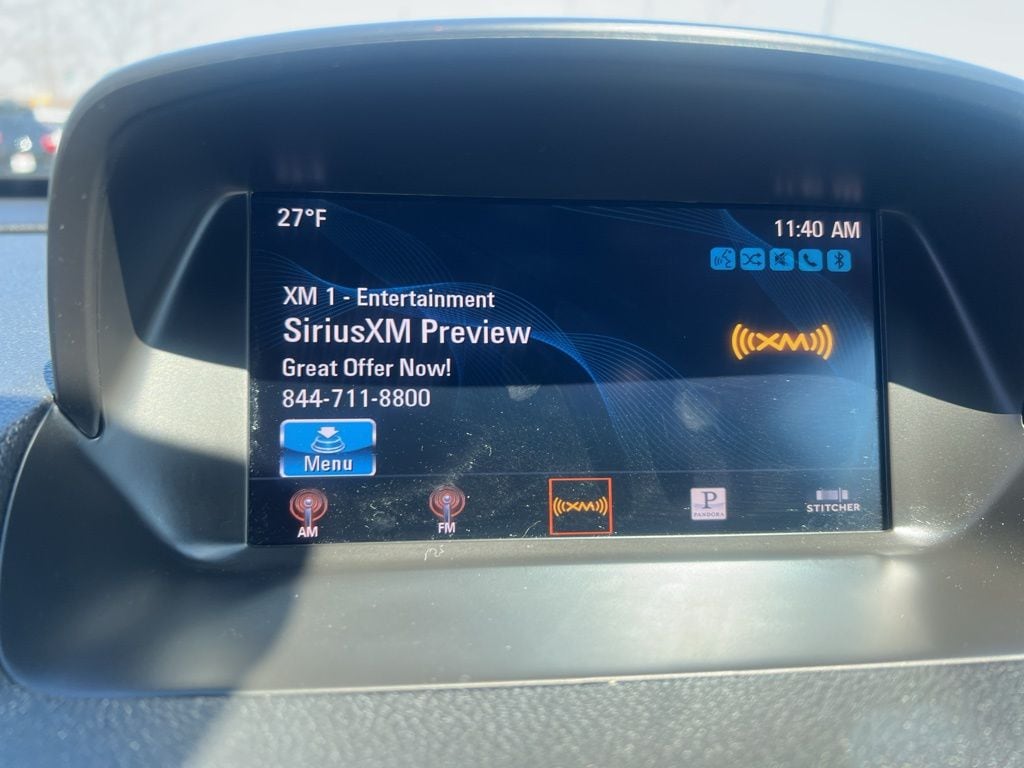 27°F
11:40 AM
XM 1 - Entertainment
SiriusXM Preview
((XM))
Great Offer Now!
844-711-8800
Menu
AM
FM
((XM))
P
PANDORA
STITCHER